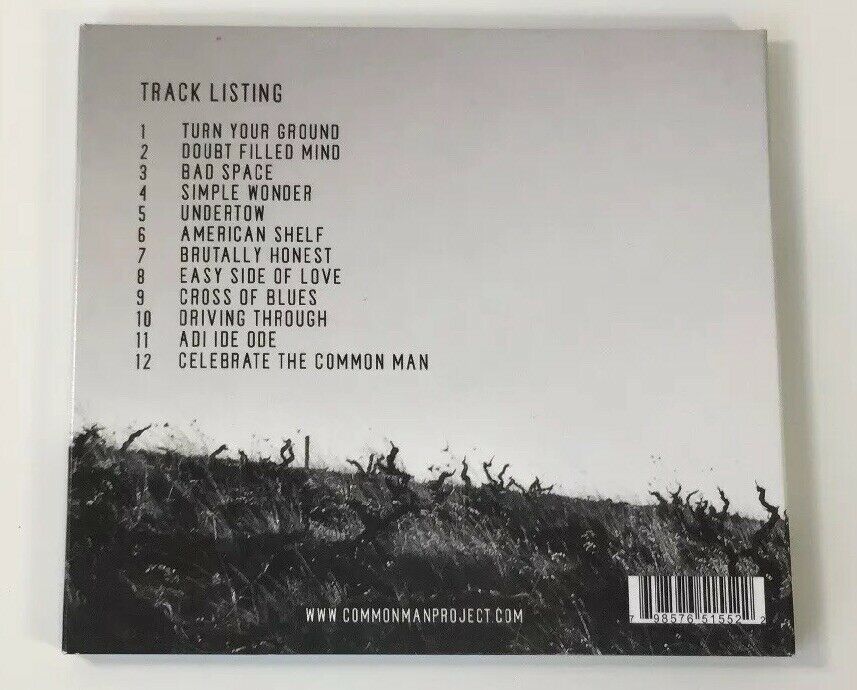 TRACK LISTING
1 TURN YOUR GROUND
2 DOUBT FILLED MIND
3 BAD SPACE
4 SIMPLE WONDER
5 UNDERTOW
6 AMERICAN SHELF
7 BRUTALLY HONEST
8 EASY SIDE OF LOVE
9 CROSS OF BLUES
10 DRIVING THROUGH
11 ADI IDE ODE
12 CELEBRATE THE COMMON MAN
WWW.COMMONMANPROJECT.COM
7 98576 51552 2